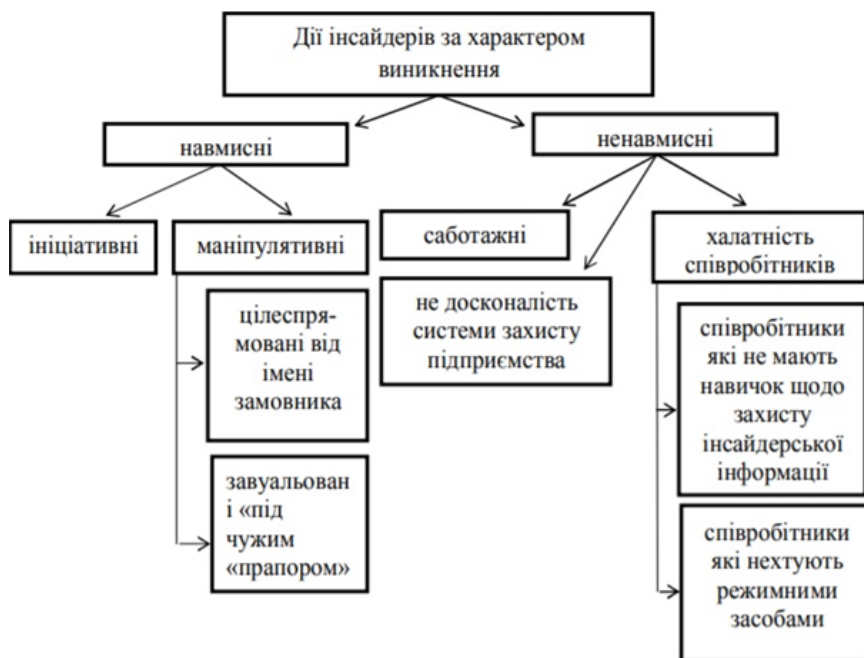 Дії інсайдерів за характером
виникнення
навмисні
ненавмисні
ініціативні
маніпулятивні
саботажні
халатність
співробітників
цілеспря-
мовані від
імені
замовника
не досконалість
системи захисту
підприємства
співробітники
які не мають
навичок щодо
захисту
інсайдерської
інформації
завуальован
і «під
чужим
«прапором»
співробітники
які нехтують
режимними
засобами